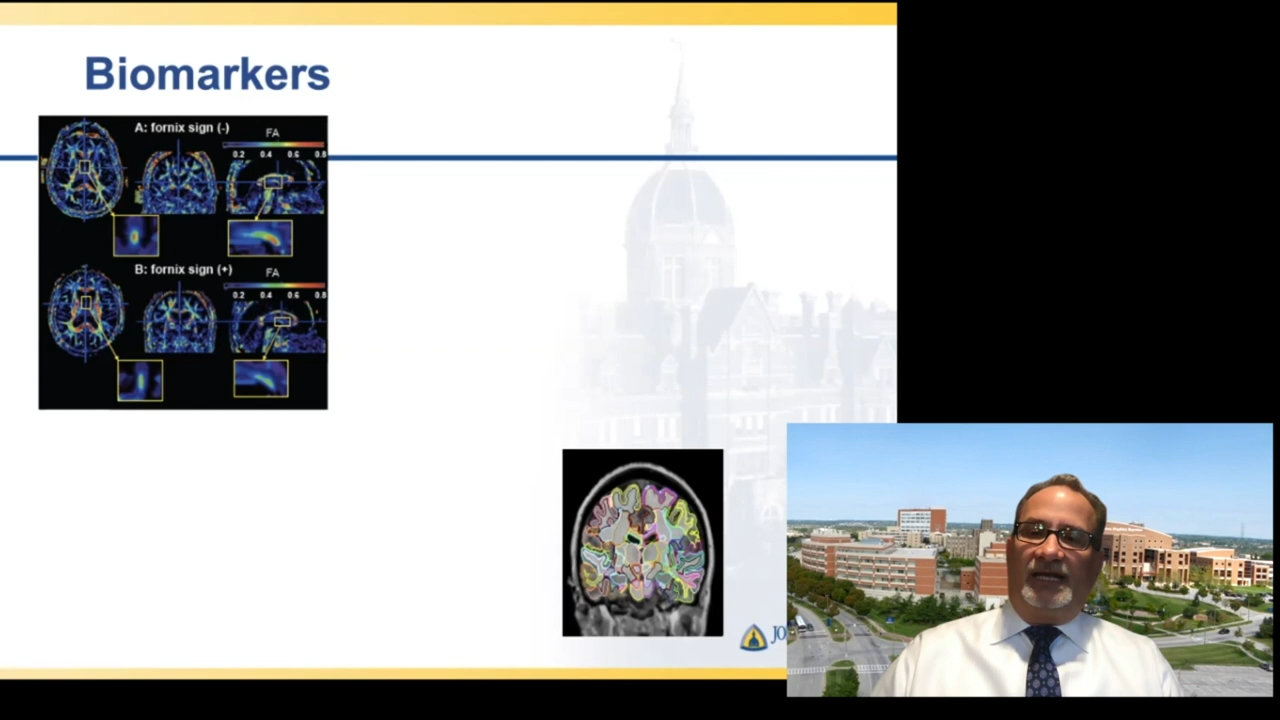 Biomarkers
A: fornix sign (-)
FA
0.2 0.4 0.6 0.8
B: fornix sign (+)
FA
0.2 0.4 0.6 0.8
JO